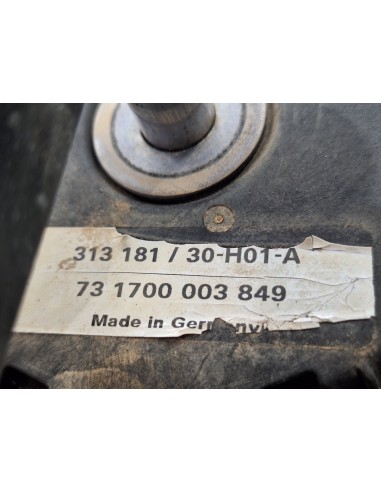 313 181 / 30-H01-A
73 1700 003 849
Made in Germany